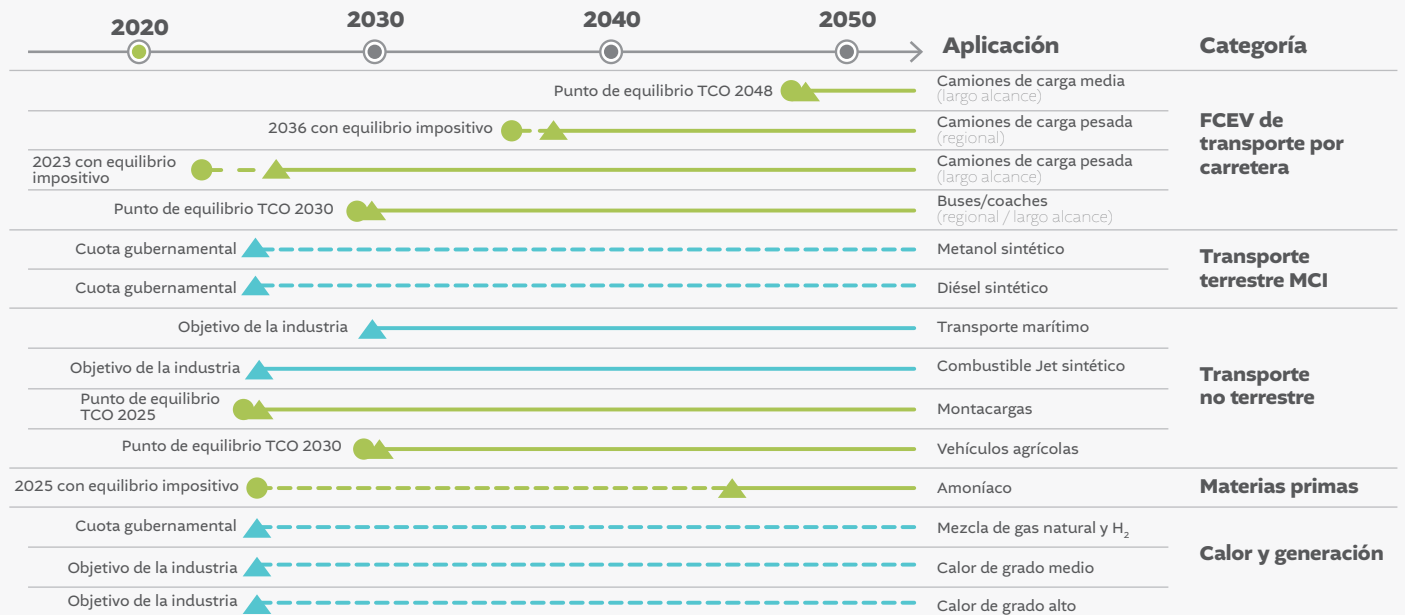 2020
2030
2040
2050
Aplicación
Categoría
Punto de equilibrio TCO 2048
Camiones de carga media
(largo alcance)
2036 con equilibrio impositivo
Camiones de carga pesada
(regional)
2023 con equilibrio
impositivo
Camiones de carga pesada
(largo alcance)
Punto de equilibrio TCO 2030
Buses/coaches
(regional / largo alcance)
FCEV de
transporte por
carretera
Cuota gubernamental
Metanol sintético
Cuota gubernamental
Diésel sintético
Transporte
terrestre MCI
Objetivo de la industria
Transporte marítimo
Objetivo de la industria
Combustible Jet sintético
Punto de equilibrio
TCO 2025
Montacargas
Punto de equilibrio TCO 2030
Vehículos agrícolas
Transporte
no terrestre
2025 con equilibrio impositivo
Amoníaco
Materias primas
Cuota gubernamental
Mezcla de gas natural y H₂
Objetivo de la industria
Calor de grado medio
Objetivo de la industria
Calor de grado alto
Calor y generación